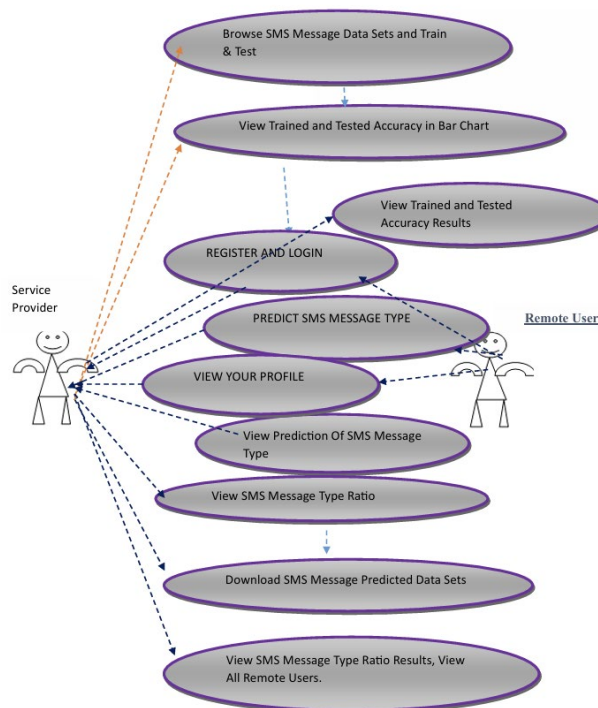 Browse SMS Message Data Sets and Train
& Test
View Trained and Tested Accuracy in Bar Chart
View Trained and Tested
Accuracy Results
REGISTER AND LOGIN
Service
Provider
PREDICT SMS MESSAGE TYPE
Remote User
VIEW YOUR PROFILE
View Prediction Of SMS Message
Type
View SMS Message Type Ratio
Download SMS Message Predicted Data Sets
View SMS Message Type Ratio Results, View
All Remote Users.